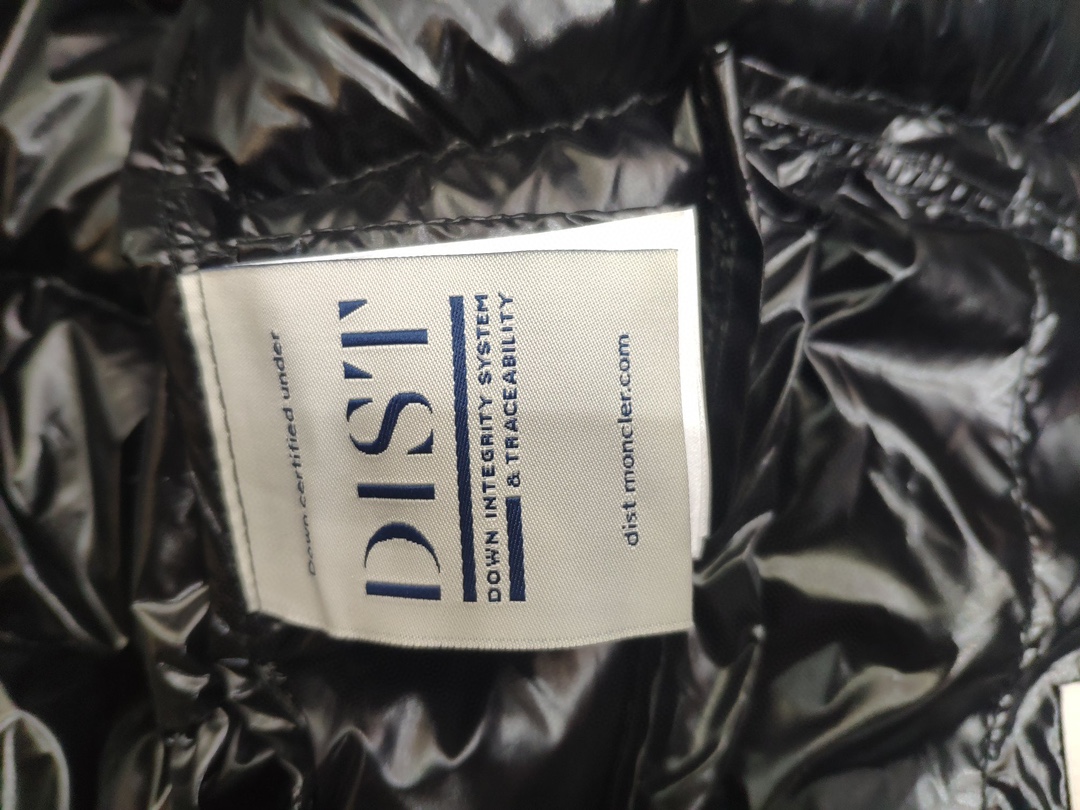 Down certified under
DIST
DOWN INTEGRITY SYSTEM
& TRACEABILITY
dist moncler.com